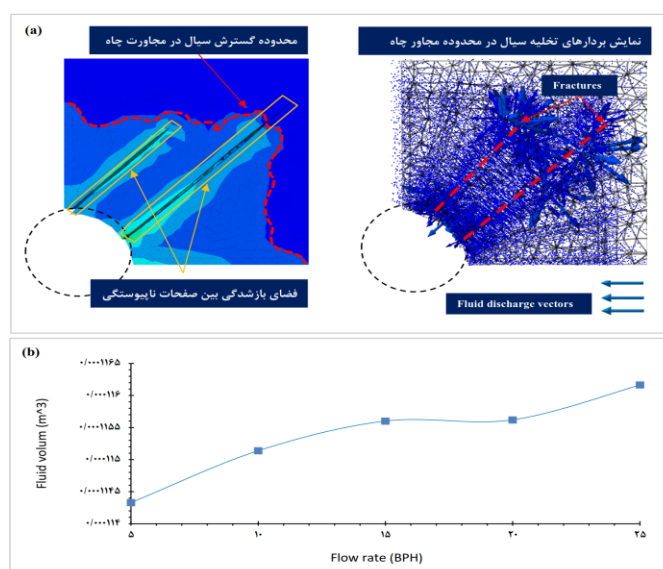 (a)
محدوده گسترش سیال در مجاورت چاه
نمایش بردارهای تخلیه سیال در محدوده مجاور چاه
Fractures
فضای بازشدگی بین صفحات ناپیوستگی
Fluid discharge vectors
(b)
Fluid volum (m^3)
۰/۰۰۰۱۱۶۵
۰/۰۰۰۱۱۶
۰/۰۰۰۱۱۵۵
۰/۰۰۰۱۱۵
۰/۰۰۰۱۱۴۵
۰/۰۰۰۱۱۴
۵ ۱۰ ۱۵ ۲۰ ۲۵
Flow rate (BPH)